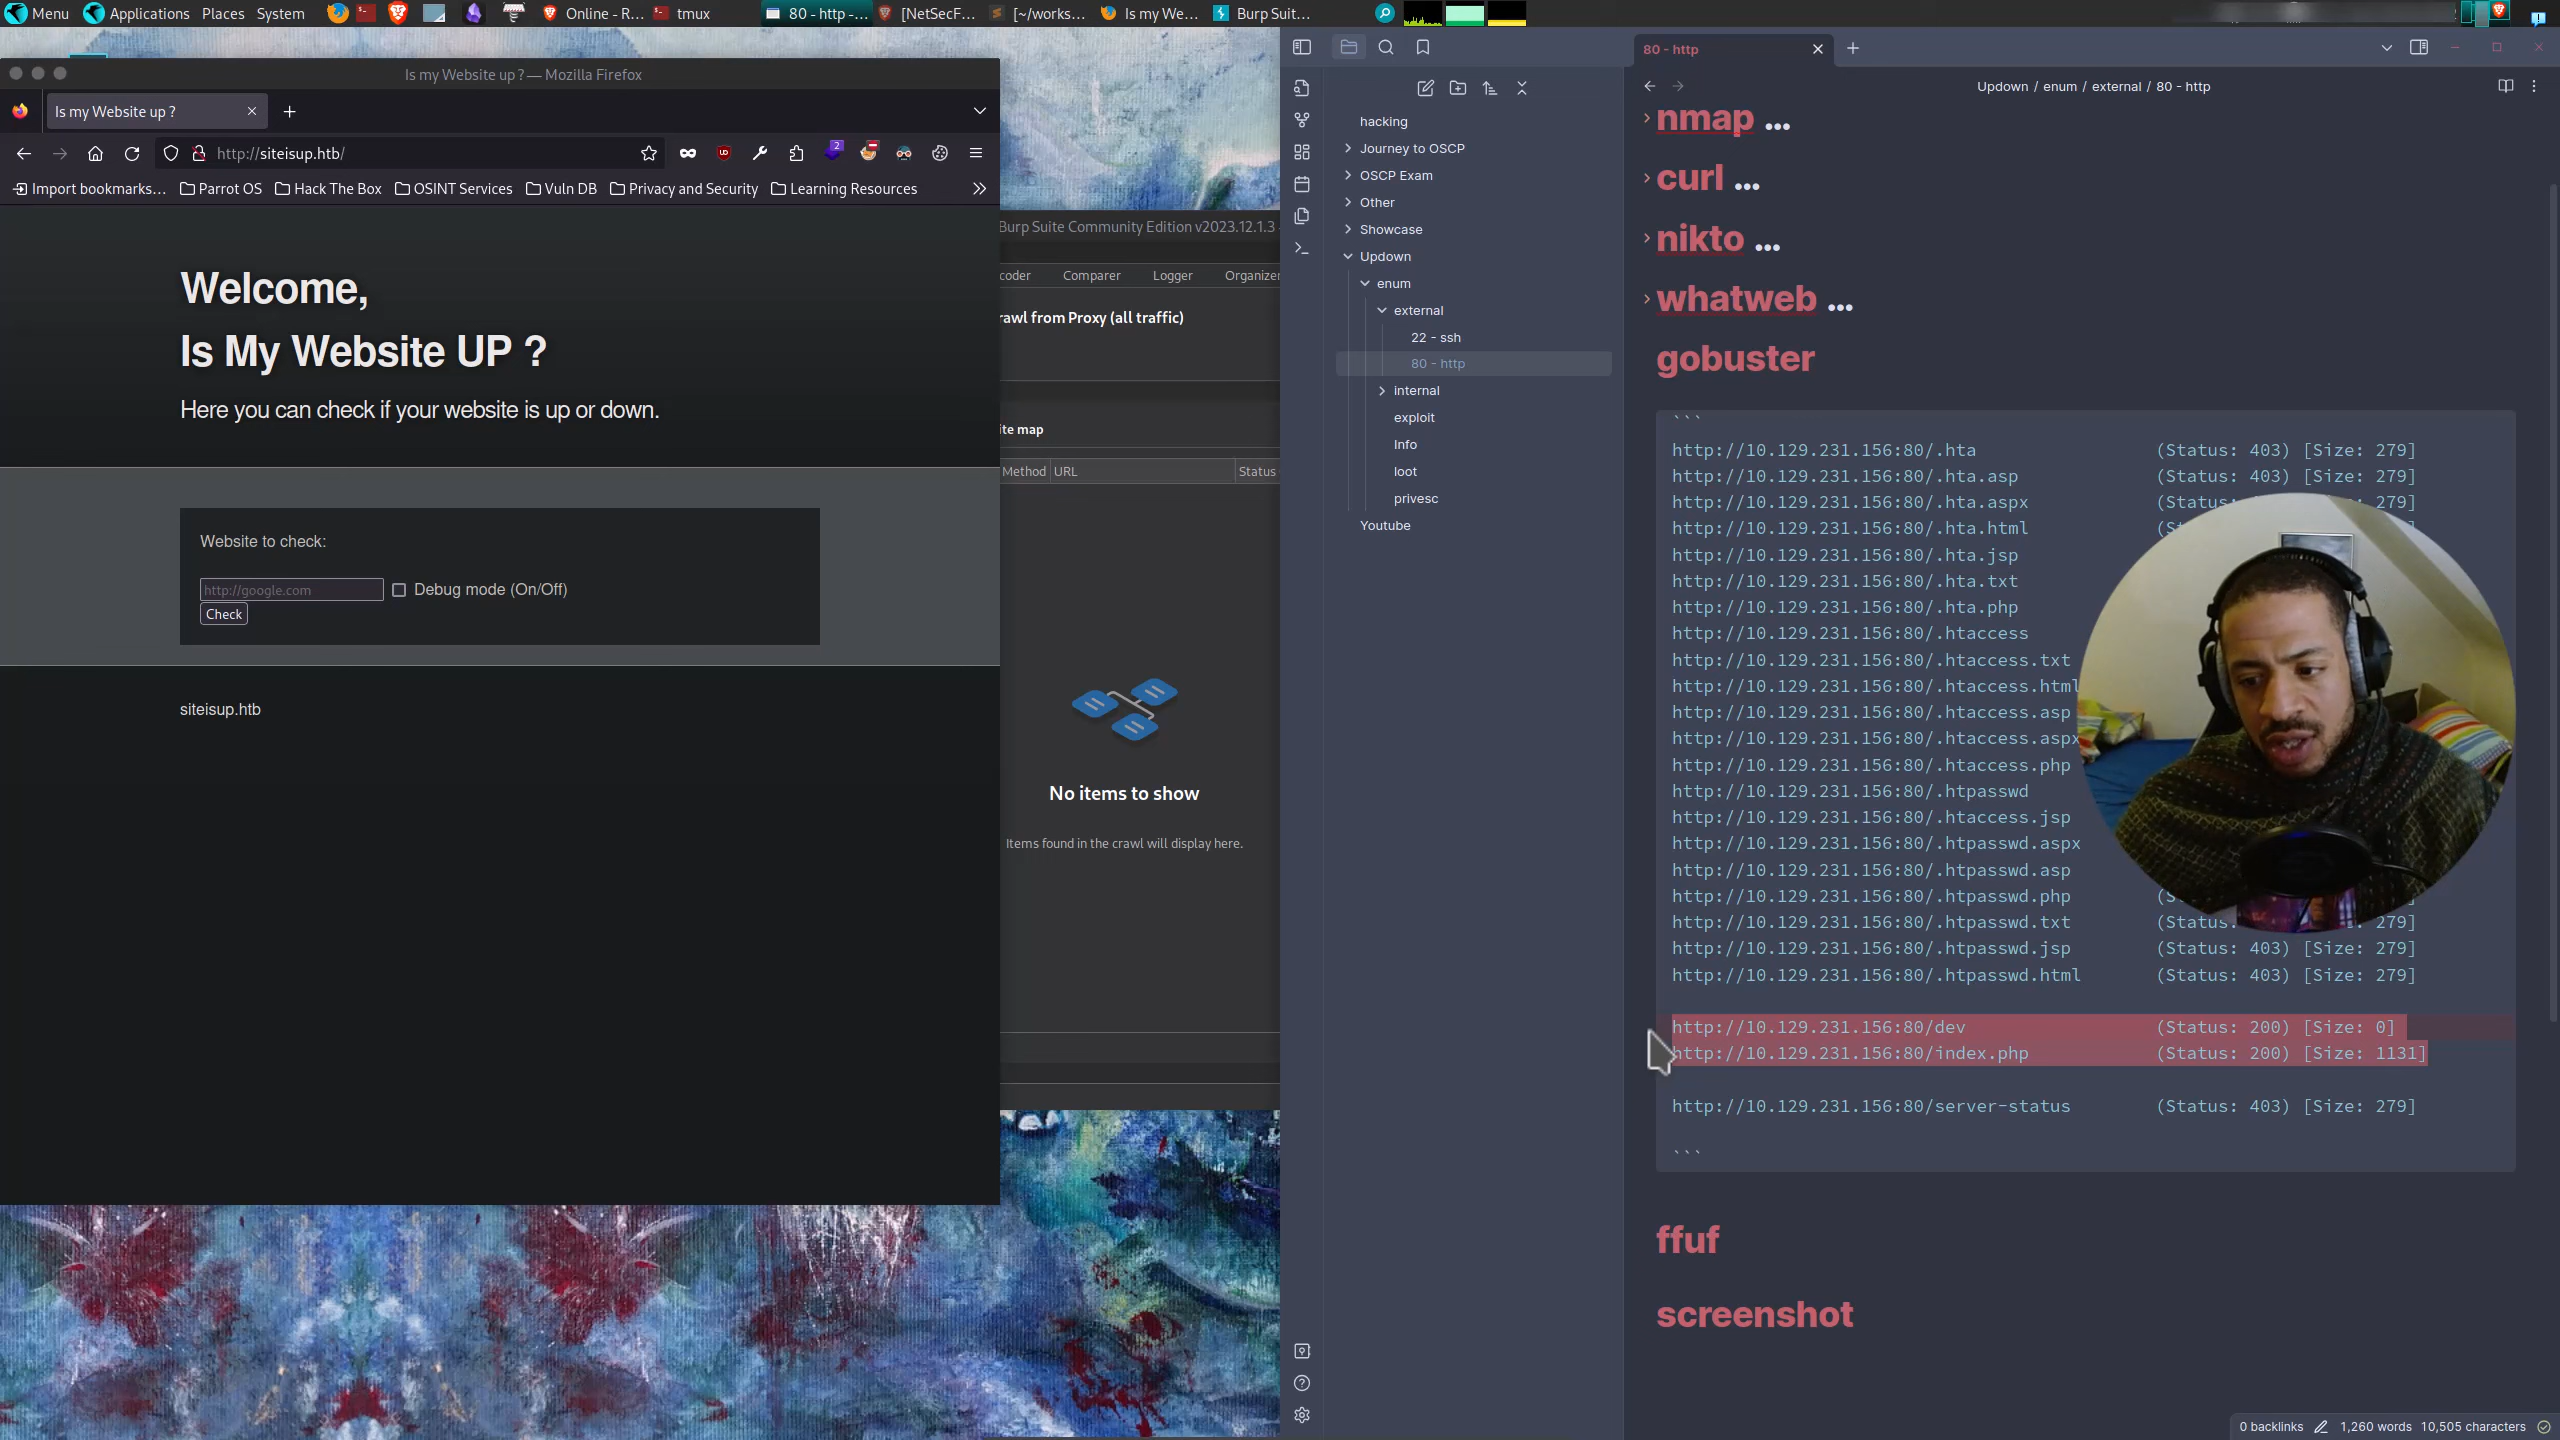 Menu Applications Places System Online - R... tmux 80 - http -... [NetSecF... [~/works... Is my We... Burp Suit...
Is my Website up ? — Mozilla Firefox
Is my Website up ?
http://siteisup.htb/
2
Import bookmarks... Parrot OS Hack The Box OSINT Services Vuln DB Privacy and Security Learning Resources
Welcome,
Is My Website UP ?
Here you can check if your website is up or down.
Website to check:
http://google.com Debug mode (On/Off)
Check
siteisup.htb
Burp Suite Community Edition v2023.12.1.3 -
coder Comparer Logger Organizer
rawl from Proxy (all traffic)
ite map
Method URL Status
No items to show
Items found in the crawl will display here.
hacking
Journey to OSCP
OSCP Exam
Other
Showcase
Updown
enum
external
22 - ssh
80 - http
internal
exploit
Info
loot
privesc
Youtube
80 - http
Updown / enum / external / 80 - http
nmap ...
curl ...
nikto ...
whatweb ...
gobuster
```
http://10.129.231.156:80/.hta (Status: 403) [Size: 279]
http://10.129.231.156:80/.hta.asp (Status: 403) [Size: 279]
http://10.129.231.156:80/.hta.aspx (Status: 279]
http://10.129.231.156:80/.hta.html (St
http://10.129.231.156:80/.hta.jsp
http://10.129.231.156:80/.hta.txt
http://10.129.231.156:80/.hta.php
http://10.129.231.156:80/.htaccess
http://10.129.231.156:80/.htaccess.txt
http://10.129.231.156:80/.htaccess.html
http://10.129.231.156:80/.htaccess.asp
http://10.129.231.156:80/.htaccess.aspx
http://10.129.231.156:80/.htaccess.php
http://10.129.231.156:80/.htpasswd
http://10.129.231.156:80/.htaccess.jsp
http://10.129.231.156:80/.htpasswd.aspx
http://10.129.231.156:80/.htpasswd.asp
http://10.129.231.156:80/.htpasswd.php (S
http://10.129.231.156:80/.htpasswd.txt (Status: 279]
http://10.129.231.156:80/.htpasswd.jsp (Status: 403) [Size: 279]
http://10.129.231.156:80/.htpasswd.html (Status: 403) [Size: 279]
http://10.129.231.156:80/dev (Status: 200) [Size: 0]
http://10.129.231.156:80/index.php (Status: 200) [Size: 1131]
http://10.129.231.156:80/server-status (Status: 403) [Size: 279]
```
ffuf
screenshot
0 backlinks 1,260 words 10,505 characters